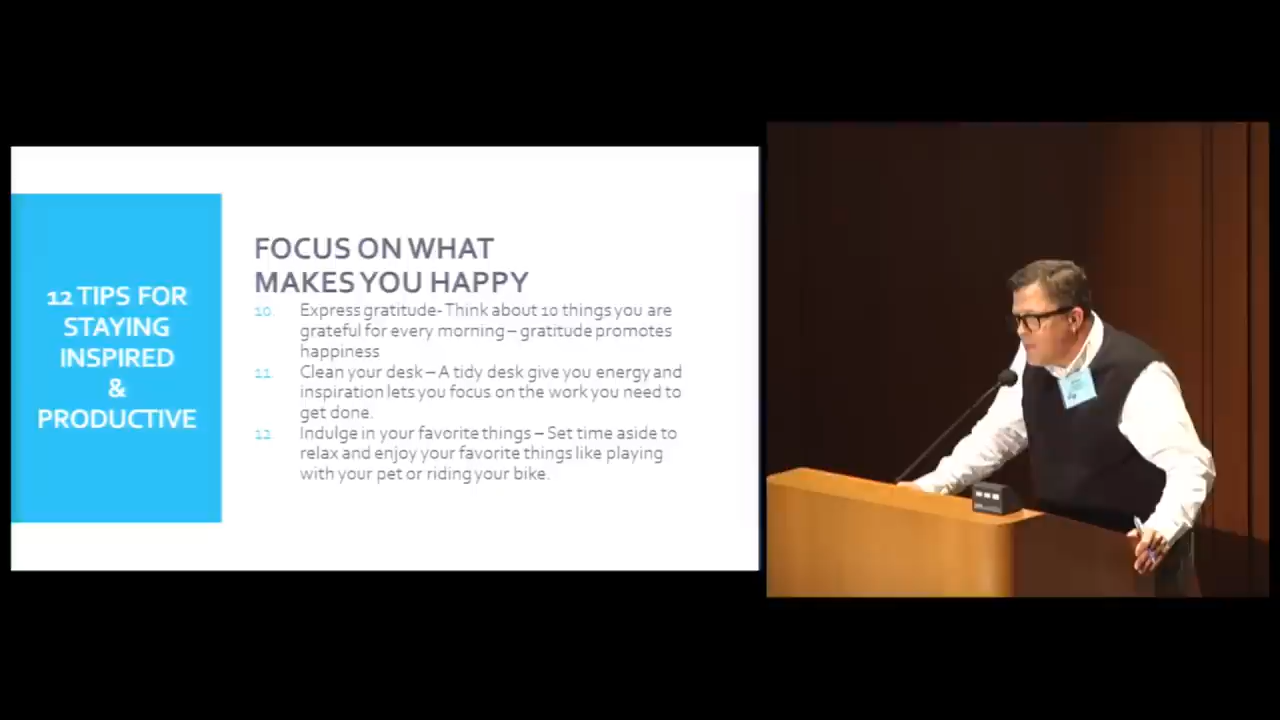 12 TIPS FOR
STAYING
INSPIRED
&
PRODUCTIVE
FOCUS ON WHAT
MAKES YOU HAPPY
10. Express gratitude- Think about 10 things you are
grateful for every morning – gratitude promotes
happiness
11. Clean your desk – A tidy desk give you energy and
inspiration lets you focus on the work you need to
get done.
12. Indulge in your favorite things – Set time aside to
relax and enjoy your favorite things like playing
with your pet or riding your bike.